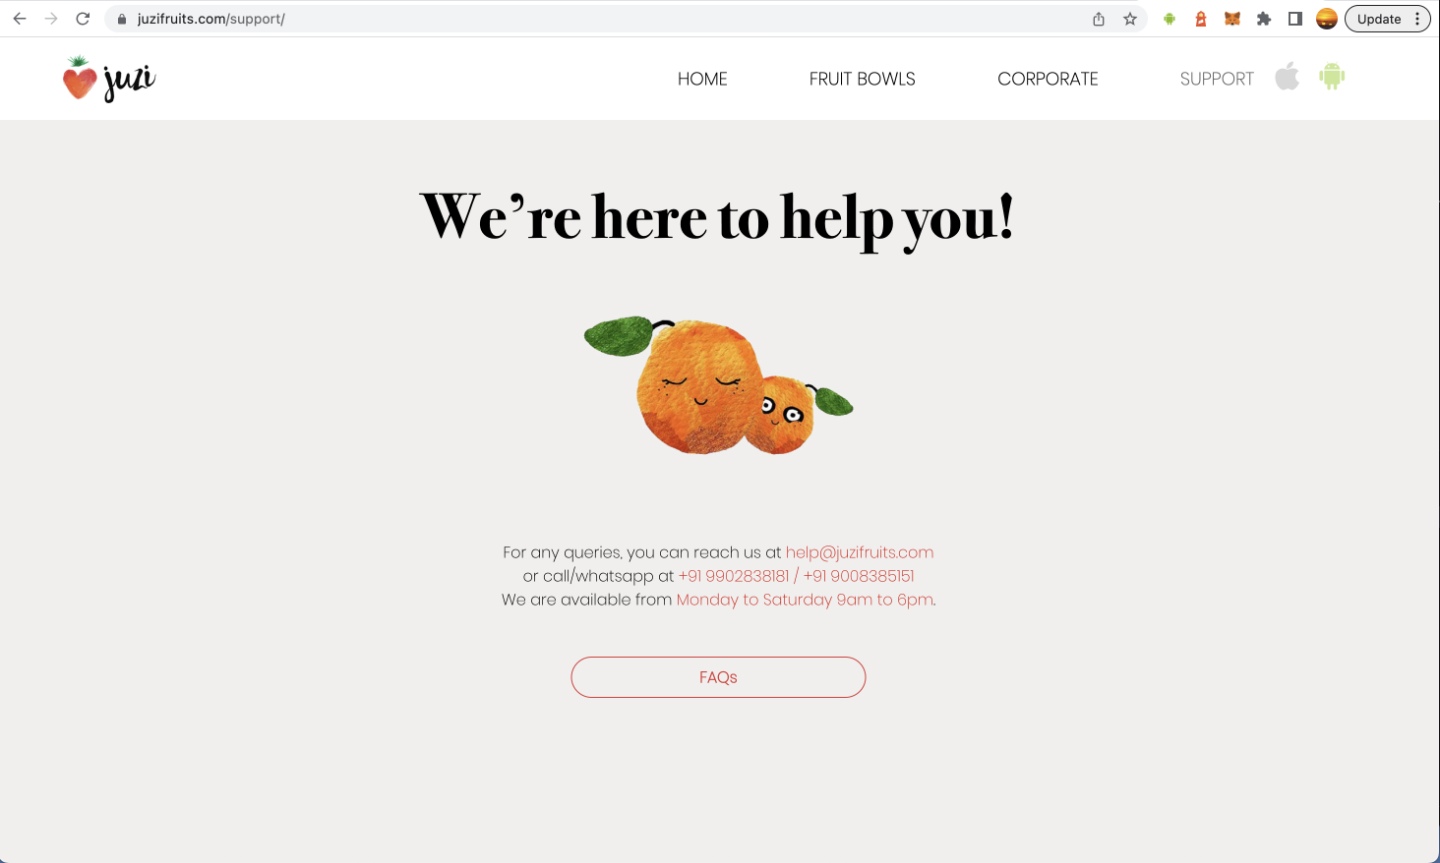 juzifruits.com/support/
Update
juzi
HOME
FRUIT BOWLS
CORPORATE
SUPPORT
We’re here to help you!
For any queries, you can reach us at help@juzifruits.com
or call/whatsapp at +91 9902838181 / +91 9008385151
We are available from Monday to Saturday 9am to 6pm.
FAQs